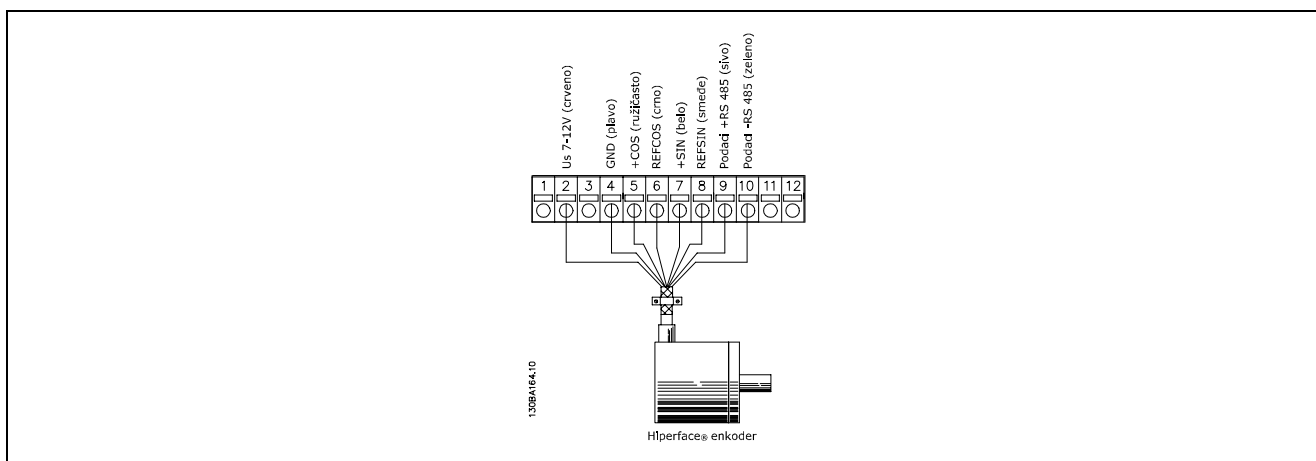 Us 7-12V (crveno)
GND (plavo)
+COS (ružičasto)
REFCOS (crno)
+SIN (belo)
REFSIN (smeđe)
Podaci +RS 485 (sivo)
Podaci -RS 485 (zeleno)
1 2 3 4 5 6 7 8 9 10 11 12
130BA164.10
Hiperface® enkoder